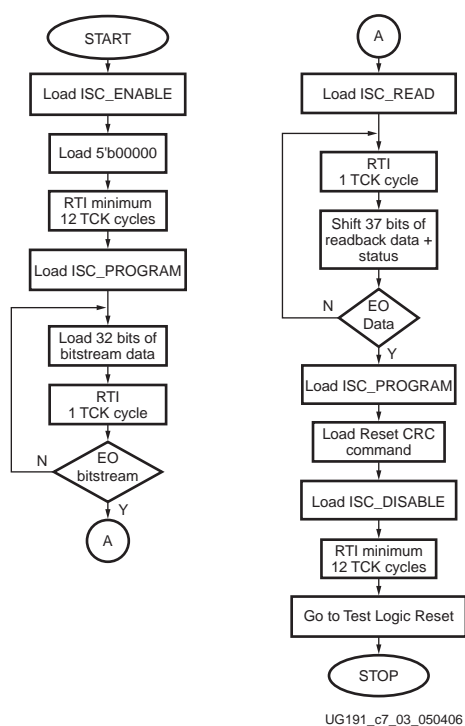 START
Load ISC_ENABLE
Load 5'b00000
RTI minimum
12 TCK cycles
Load ISC_PROGRAM
Load 32 bits of
bitstream data
RTI
1 TCK cycle
N
EO
bitstream
Y
A
A
Load ISC_READ
RTI
1 TCK cycle
Shift 37 bits of
readback data +
status
N
EO
Data
Y
Load ISC_PROGRAM
Load Reset CRC
command
Load ISC_DISABLE
RTI minimum
12 TCK cycles
Go to Test Logic Reset
STOP
UG191_c7_03_050406